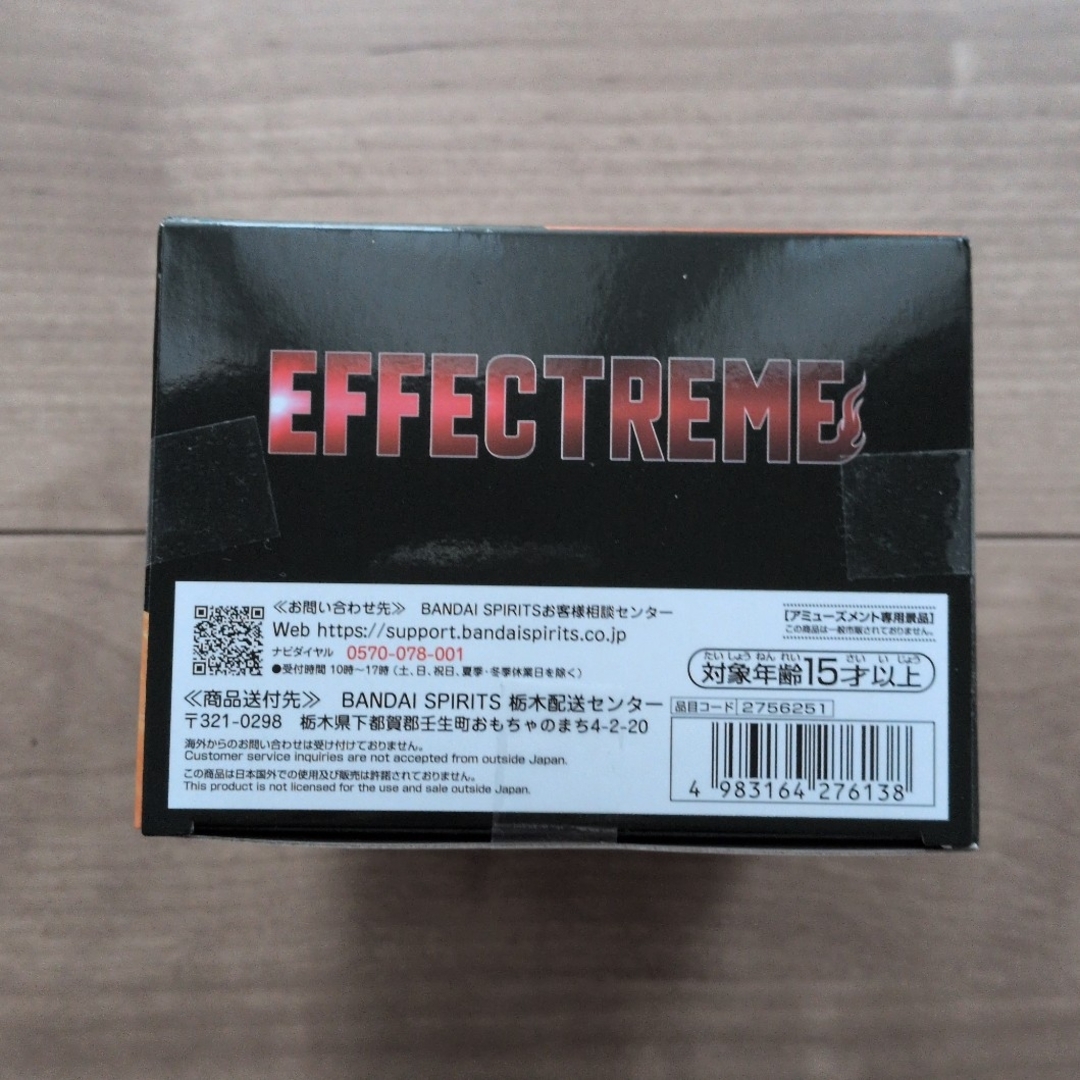 EFFECTREME
≪お問い合わせ先≫ BANDAI SPIRITSお客様相談センター
Web https://support.bandaispirits.co.jp
ナビダイヤル 0570-078-001
●受付時間 10時〜17時（土、日、祝日、夏季・冬季休業日を除く）
≪商品送付先≫ BANDAI SPIRITS 栃木配送センター
〒321-0298 栃木県下都賀郡壬生町おもちゃのまち4-2-20
海外からのお問い合わせは受け付けておりません。
Customer service inquiries are not accepted from outside Japan.
この商品は日本国外での使用及び販売は許諾されておりません。
This product is not licensed for the use and sale outside Japan.
［アミューズメント専用景品］
この商品は一般市販されておりません。
たいしょうねんれい さい いじょう
対象年齢15才以上
品目コード 2756251
4 983164 276138